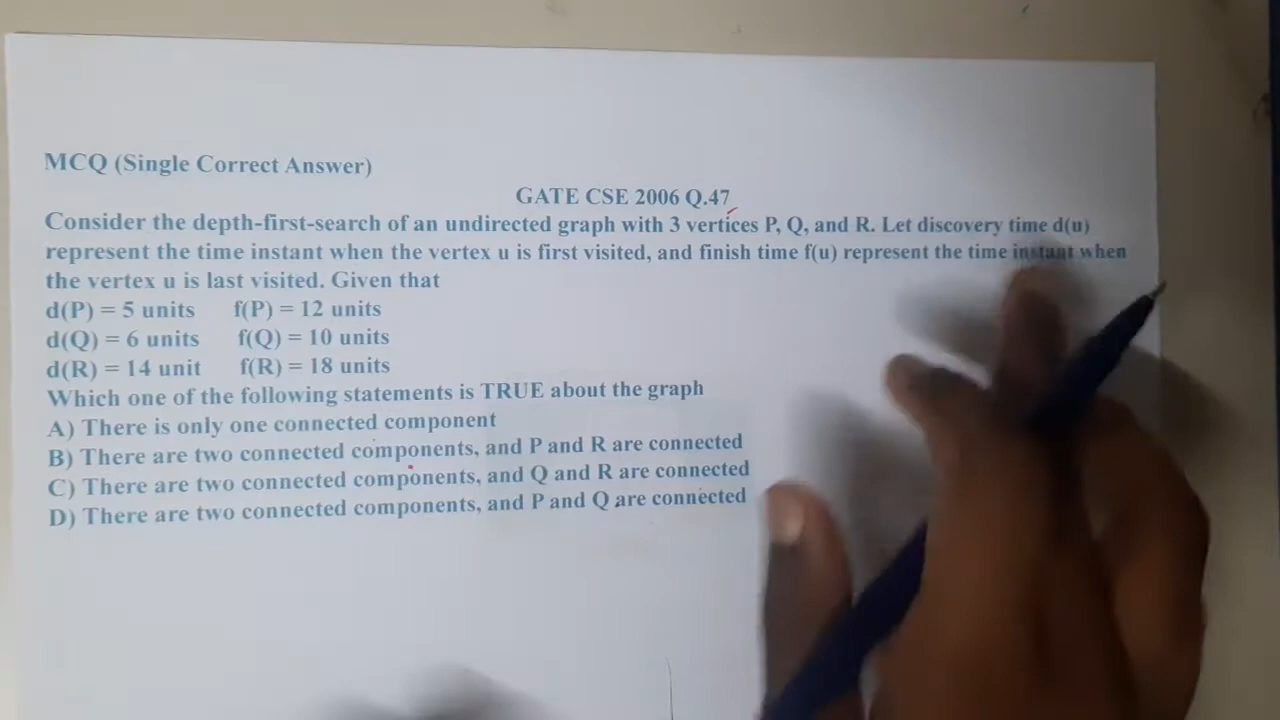 MCQ (Single Correct Answer)
GATE CSE 2006 Q.47
Consider the depth-first-search of an undirected graph with 3 vertices P, Q, and R. Let discovery time d(u)
represent the time instant when the vertex u is first visited, and finish time f(u) represent the time instant when
the vertex u is last visited. Given that
d(P) = 5 units f(P) = 12 units
d(Q) = 6 units f(Q) = 10 units
d(R) = 14 unit f(R) = 18 units
Which one of the following statements is TRUE about the graph
A) There is only one connected component
B) There are two connected components, and P and R are connected
C) There are two connected components, and Q and R are connected
D) There are two connected components, and P and Q are connected